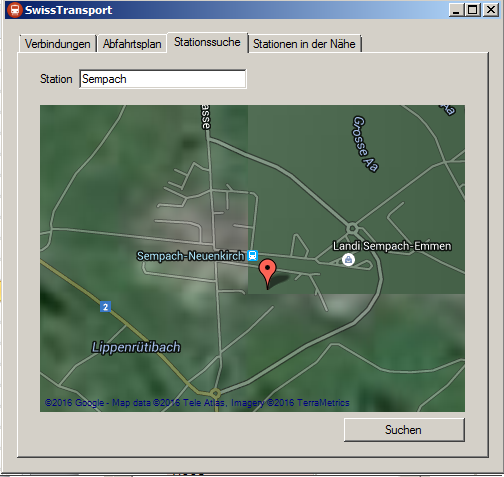 SwissTransport
Verbindungen
Abfahrtsplan
Stationssuche
Stationen in der Nähe
Station
Sempach
asse
Grosse Aa
Aa
Sempach-Neuenkirch
Landi Sempach-Emmen
2
Lippenrütibach
©2016 Google - Map data ©2016 Tele Atlas, Imagery ©2016 TerraMetrics
Suchen